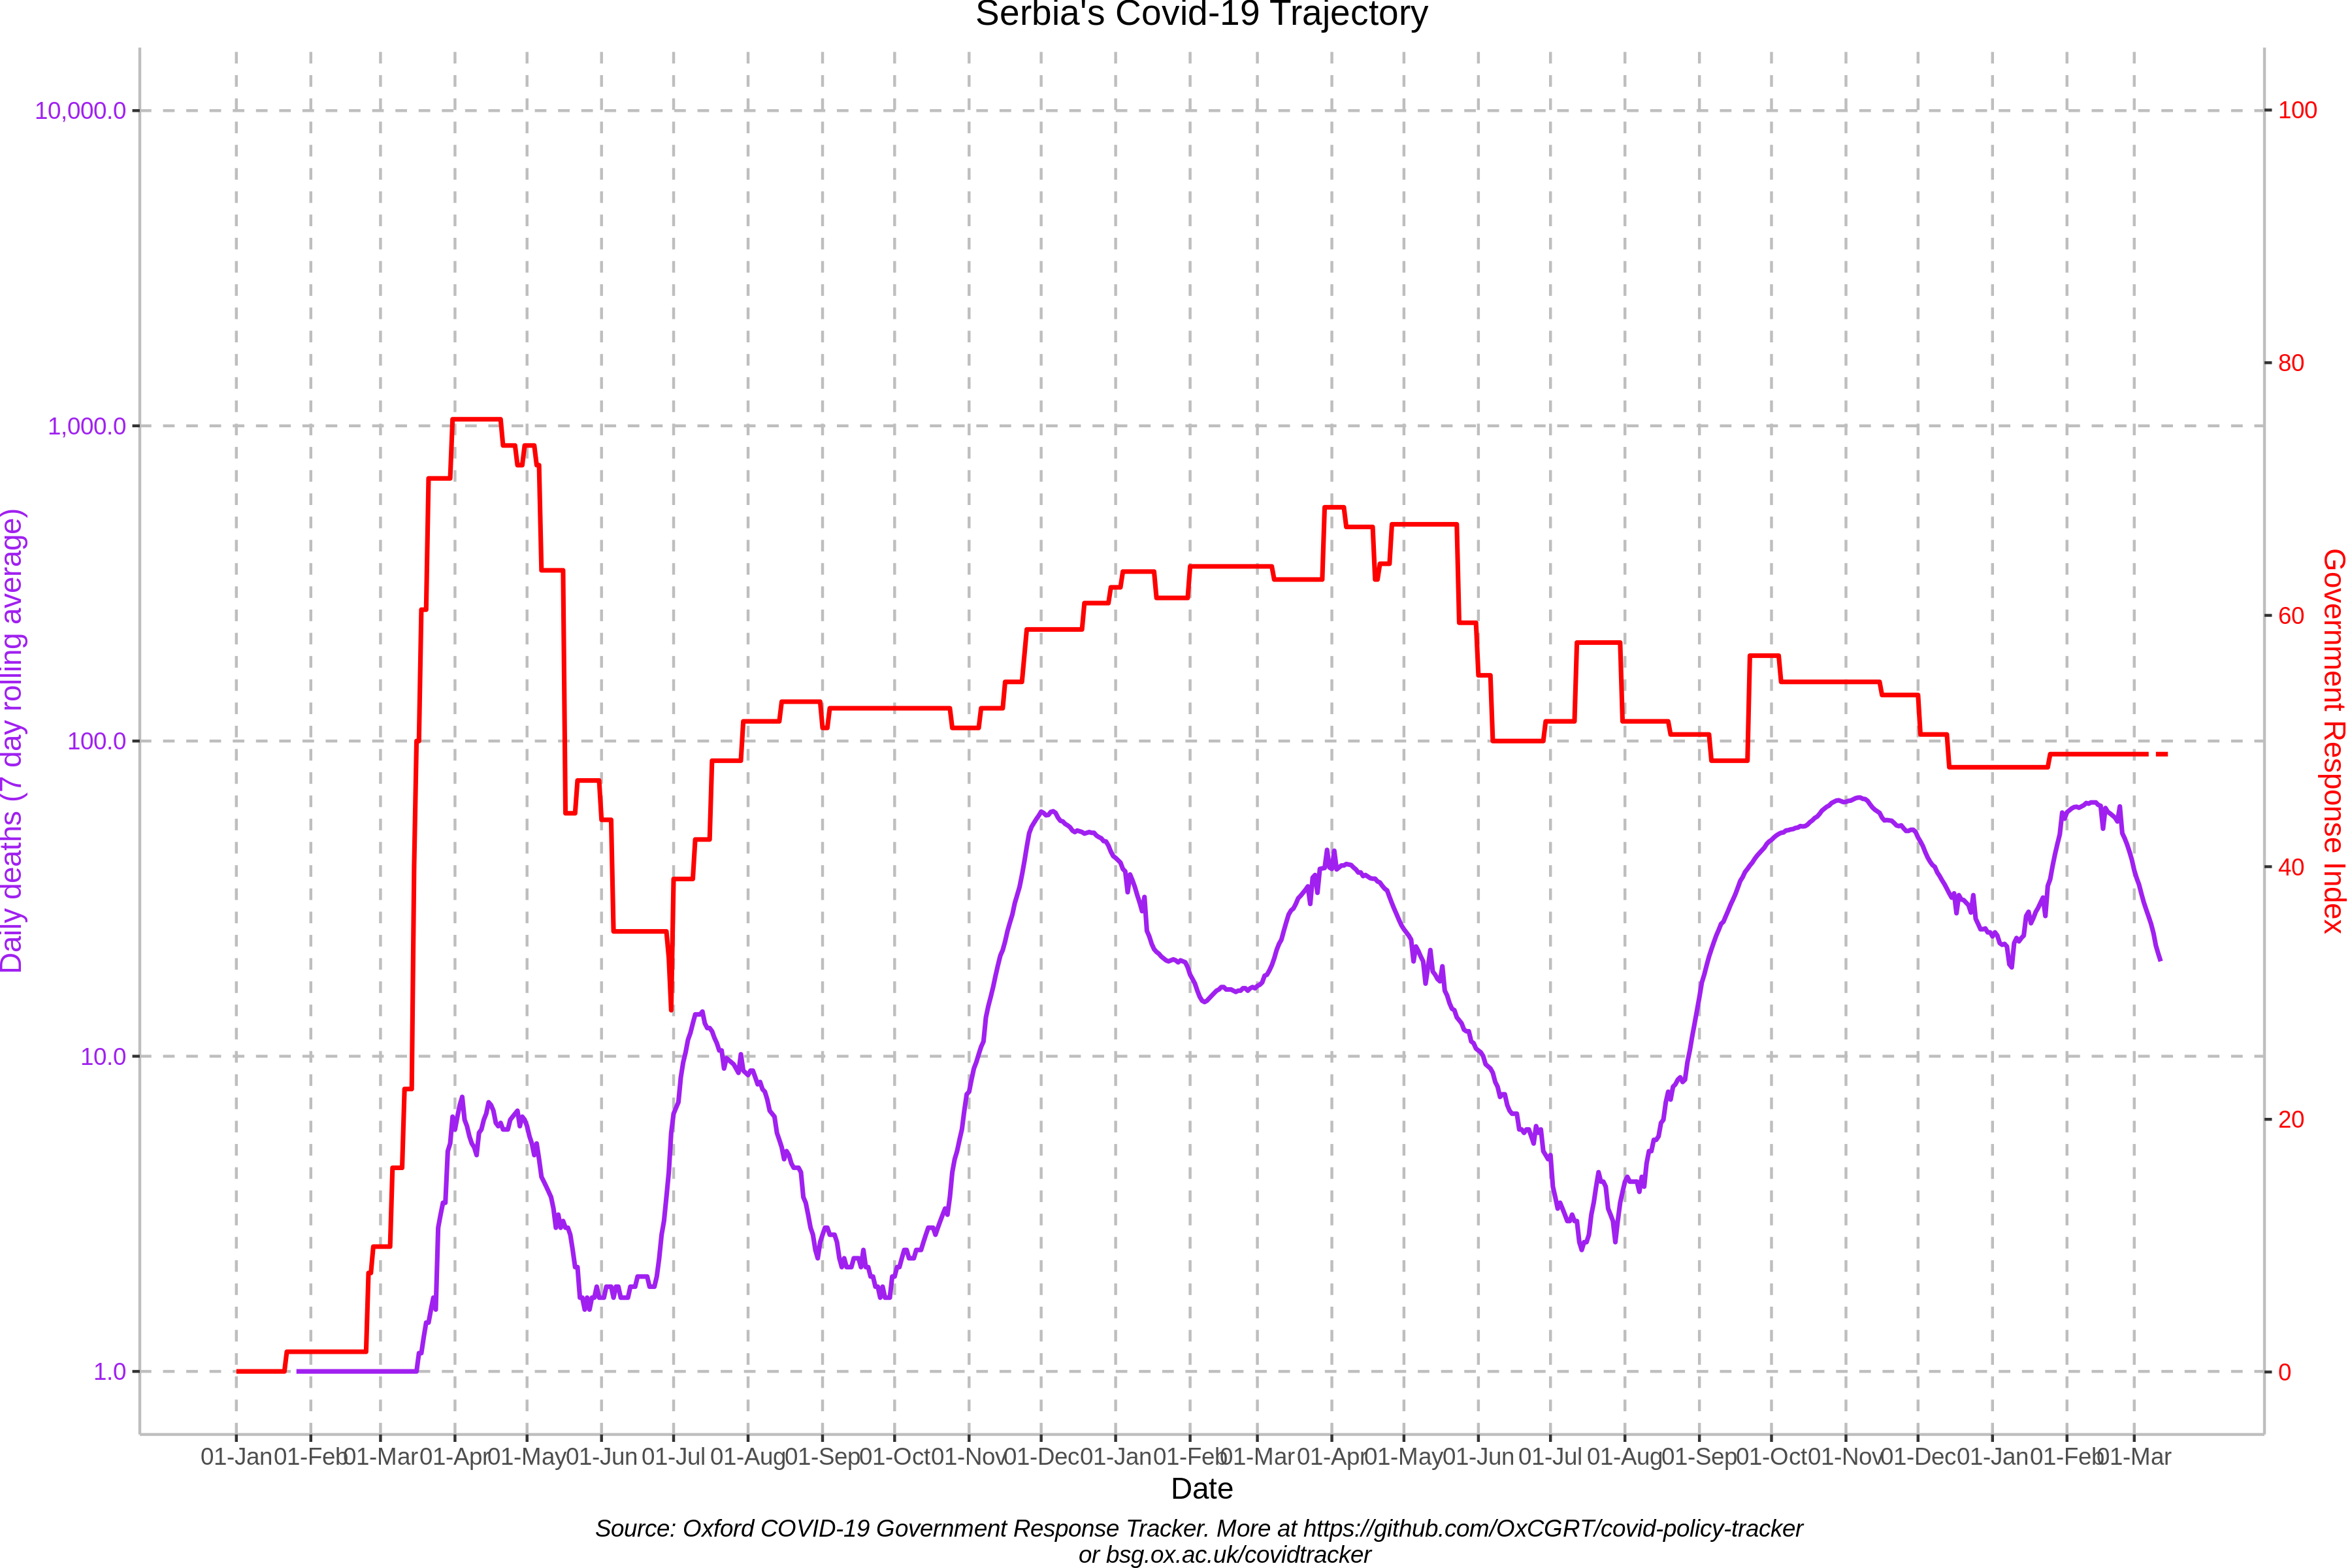 Serbia's Covid-19 Trajectory
10,000.0
1,000.0
100.0
10.0
1.0
Daily deaths (7 day rolling average)
100
80
60
40
20
0
Government Response Index
01-Jan 01-Feb 01-Mar 01-Apr 01-May 01-Jun 01-Jul 01-Aug 01-Sep 01-Oct 01-Nov 01-Dec 01-Jan 01-Feb 01-Mar 01-Apr 01-May 01-Jun 01-Jul 01-Aug 01-Sep 01-Oct 01-Nov 01-Dec 01-Jan 01-Feb 01-Mar
Date
Source: Oxford COVID-19 Government Response Tracker. More at https://github.com/OxCGRT/covid-policy-tracker
or bsg.ox.ac.uk/covidtracker